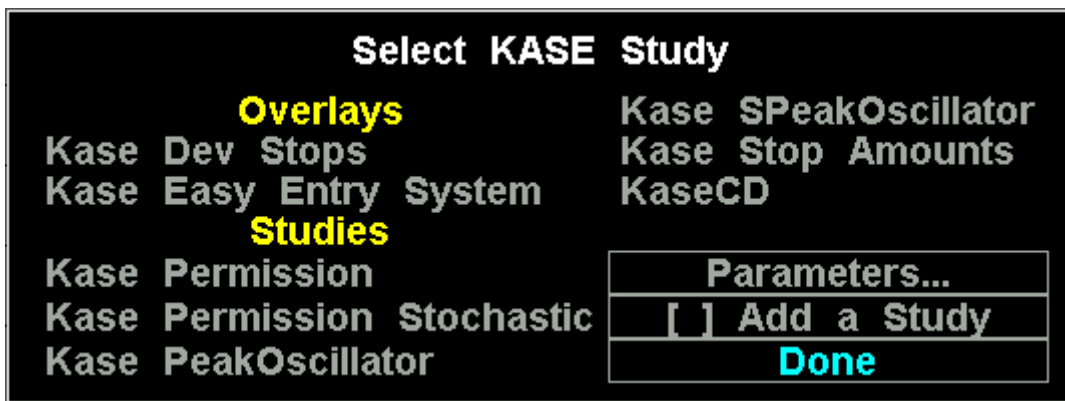 Select KASE Study
Overlays
Kase Dev Stops
Kase Easy Entry System
Studies
Kase Permission
Kase Permission Stochastic
Kase PeakOscillator
Kase SPeakOscillator
Kase Stop Amounts
KaseCD
Parameters...
[ ] Add a Study
Done